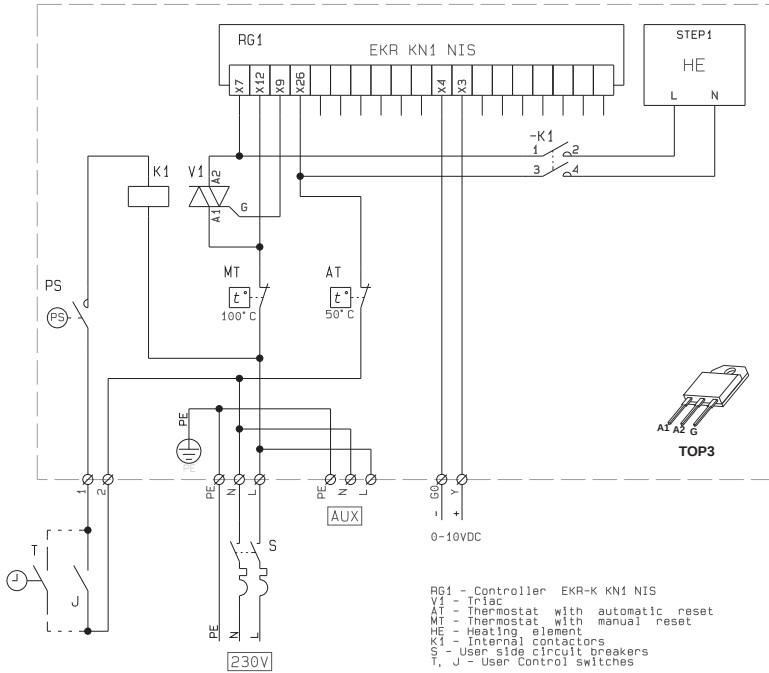 RG1
EKR KN1 NIS
STEP1
HE
L N
X7 X12 X9 X26 X4 X3
-K1
1 2
3 4
K1 V1 A2
A1 G
MT AT
t° t°
100°C 50°C
PS
PS
PE
PE
A1 A2 G
TOP3
1 2 PE N L PE N L G0 Y
AUX
- +
0-10VDC
T
J
S
PE N L
230V
RG1 - Controller EKR-K KN1 NIS
V1 - Triac
AT - Thermostat with automatic reset
MT - Thermostat with manual reset
HE - Heating element
K1 - Internal contactors
S - User side circuit breakers
T, J - User Control switches